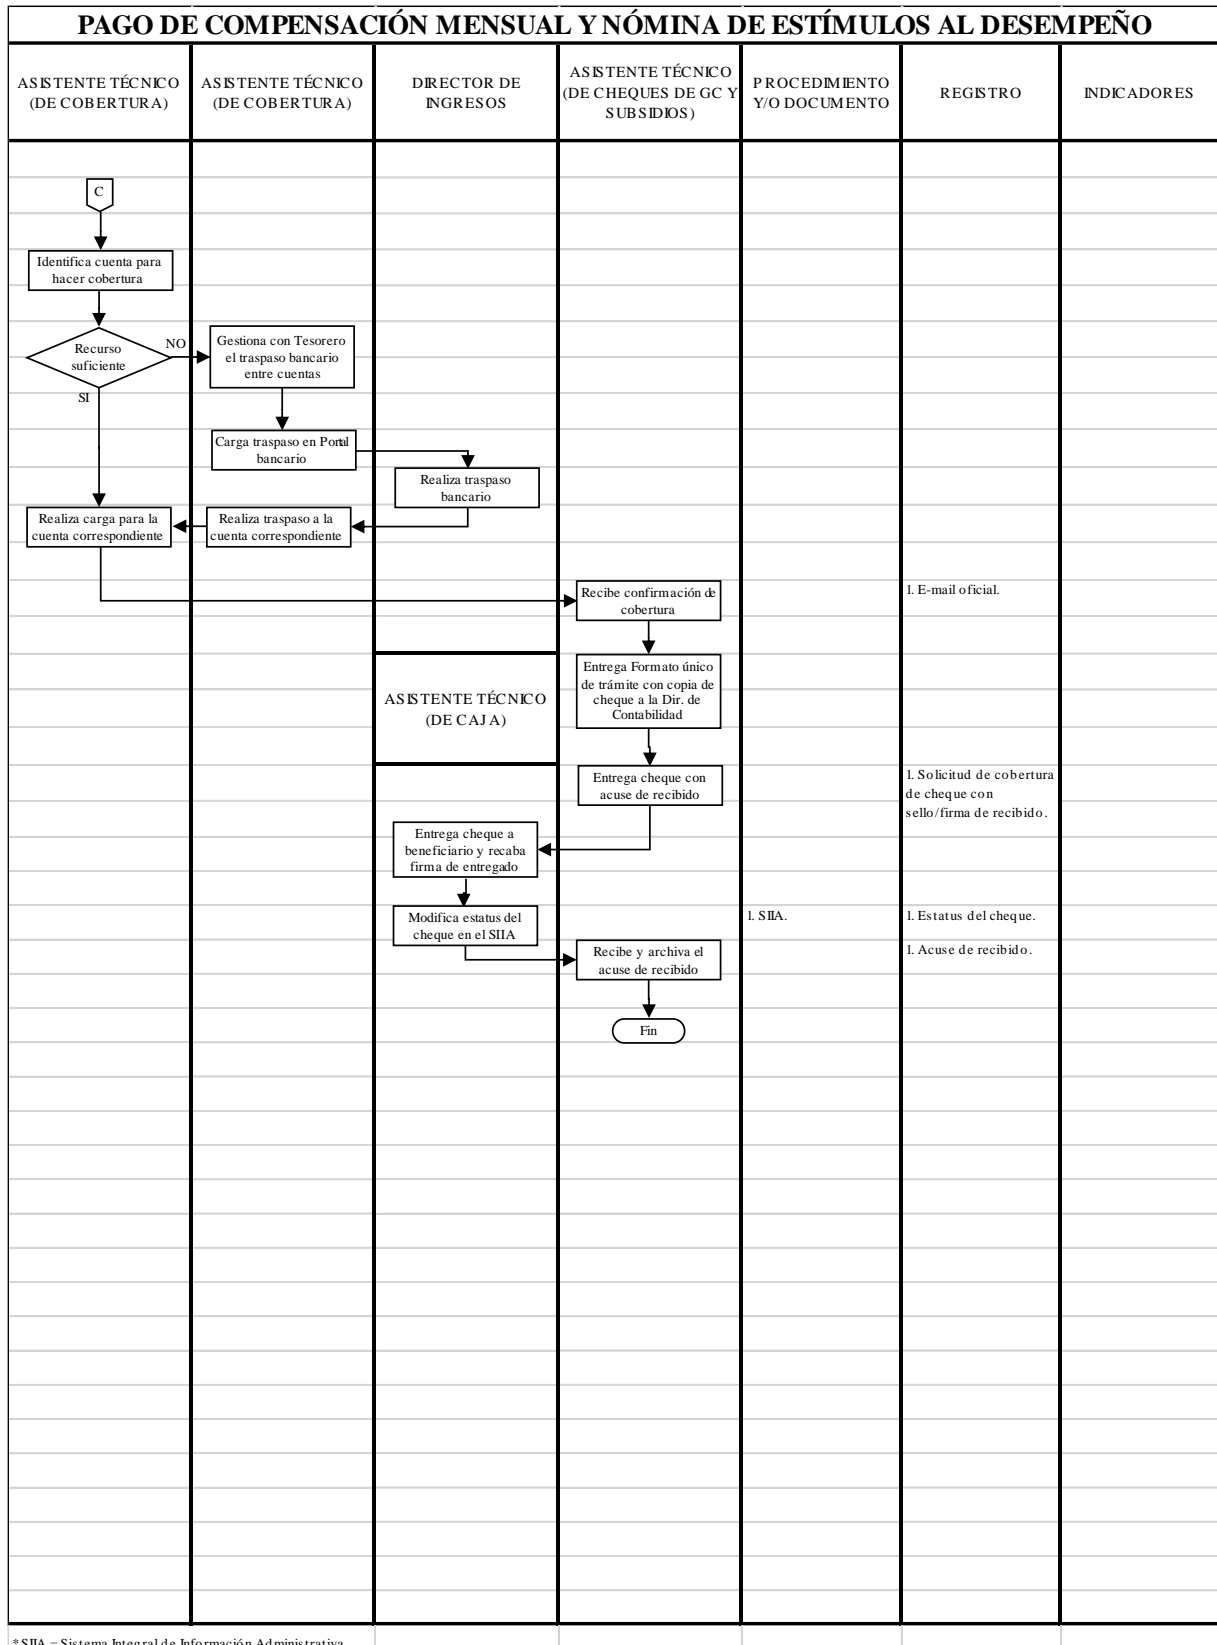 PAGO DE COMPENSACIÓN MENSUAL Y NÓMINA DE ESTÍMULOS AL DESEMPEÑO
ASISTENTE TÉCNICO
(DE COBERTURA)
ASISTENTE TÉCNICO
(DE COBERTURA)
DIRECTOR DE
INGRESOS
ASISTENTE TÉCNICO
(DE CHEQUES DE GC Y
SUBSIDIOS)
PROCEDIMIENTO
Y/O DOCUMENTO
REGISTRO
INDICADORES
C
Identifica cuenta para
hacer cobertura
Recurso
suficiente
NO
SI
Gestiona con Tesorero
el traspaso bancario
entre cuentas
Carga traspaso en Portal
bancario
Realiza traspaso
bancario
Realiza carga para la
cuenta correspondiente
Realiza traspaso a la
cuenta correspondiente
Recibe confirmación de
cobertura
1. E-mail oficial.
ASISTENTE TÉCNICO
(DE CAJA)
Entrega Formato único
de trámite con copia de
cheque a la Dir. de
Contabilidad
Entrega cheque con
acuse de recibido
1. Solicitud de cobertura
de cheque con
sello/firma de recibido.
Entrega cheque a
beneficiario y recaba
firma de entregado
Modifica estatus del
cheque en el SIIA
1. SIIA.
1. Estatus del cheque.
Recibe y archiva el
acuse de recibido
1. Acuse de recibido.
Fin
* SIIA = Sistema Integral de Información Administrativa